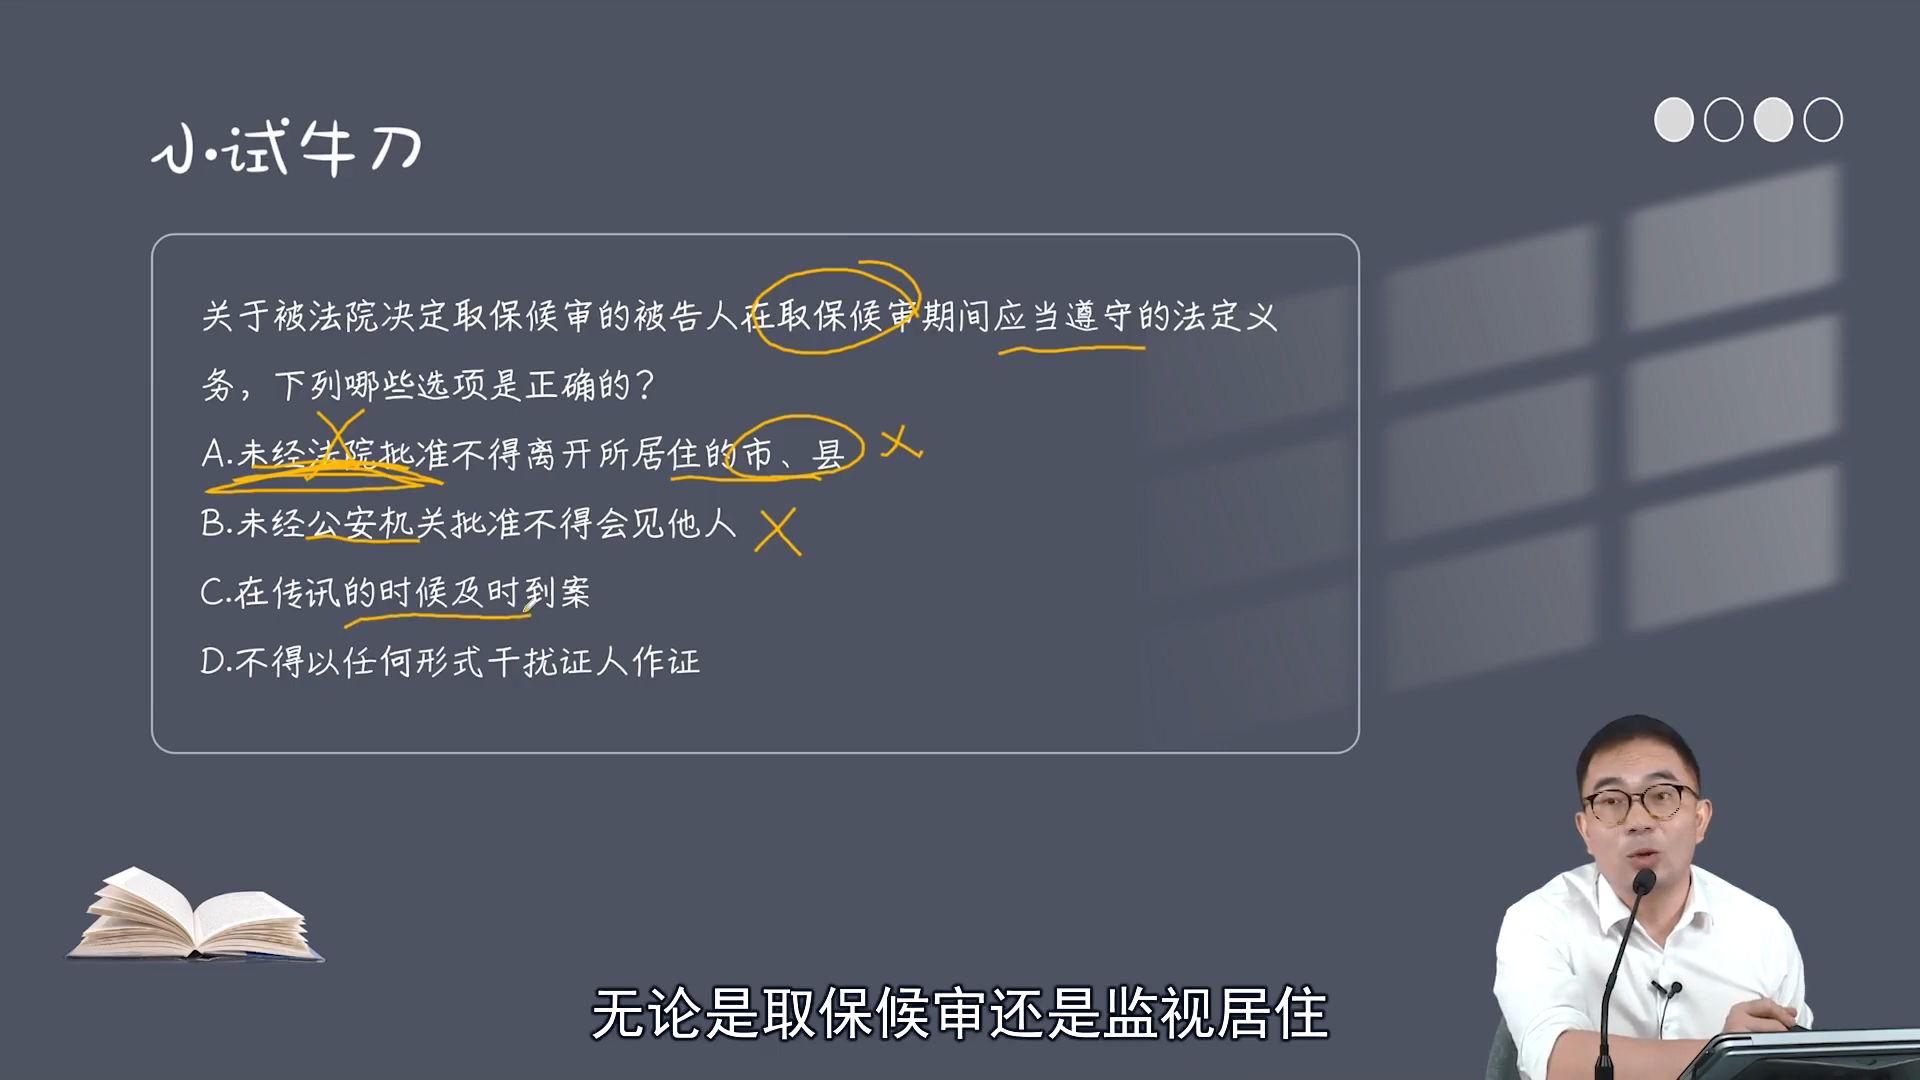 小试牛刀
关于被法院决定取保候审的被告人在取保候审期间应当遵守的法定义
务，下列哪些选项是正确的？
A.未经法院批准不得离开所居住的市、县
B.未经公安机关批准不得会见他人
C.在传讯的时候及时到案
D.不得以任何形式干扰证人作证
无论是取保候审还是监视居住